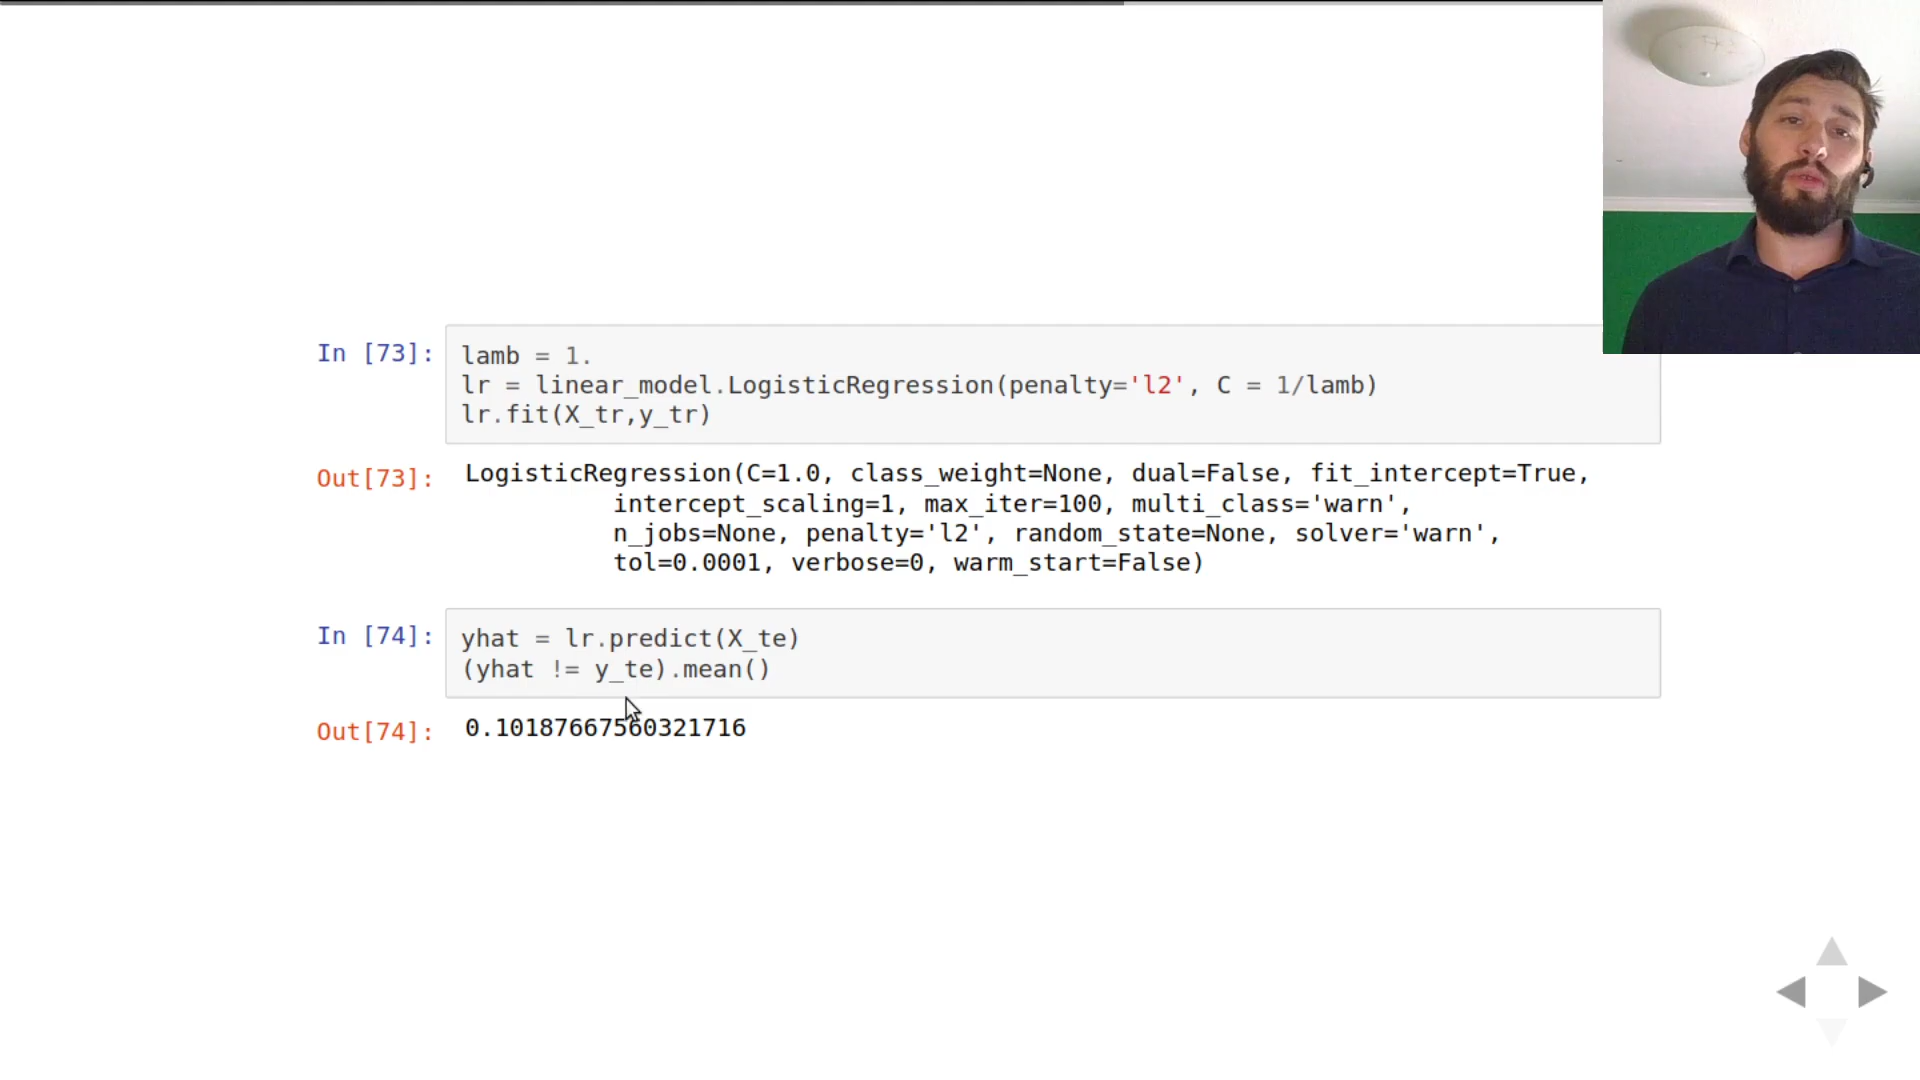 In [73]:
lamb = 1.
lr = linear_model.LogisticRegression(penalty='l2', C = 1/lamb)
lr.fit(X_tr,y_tr)
Out[73]:
LogisticRegression(C=1.0, class_weight=None, dual=False, fit_intercept=True,
intercept_scaling=1, max_iter=100, multi_class='warn',
n_jobs=None, penalty='l2', random_state=None, solver='warn',
tol=0.0001, verbose=0, warm_start=False)
In [74]:
yhat = lr.predict(X_te)
(yhat != y_te).mean()
Out[74]:
0.10187667560321716